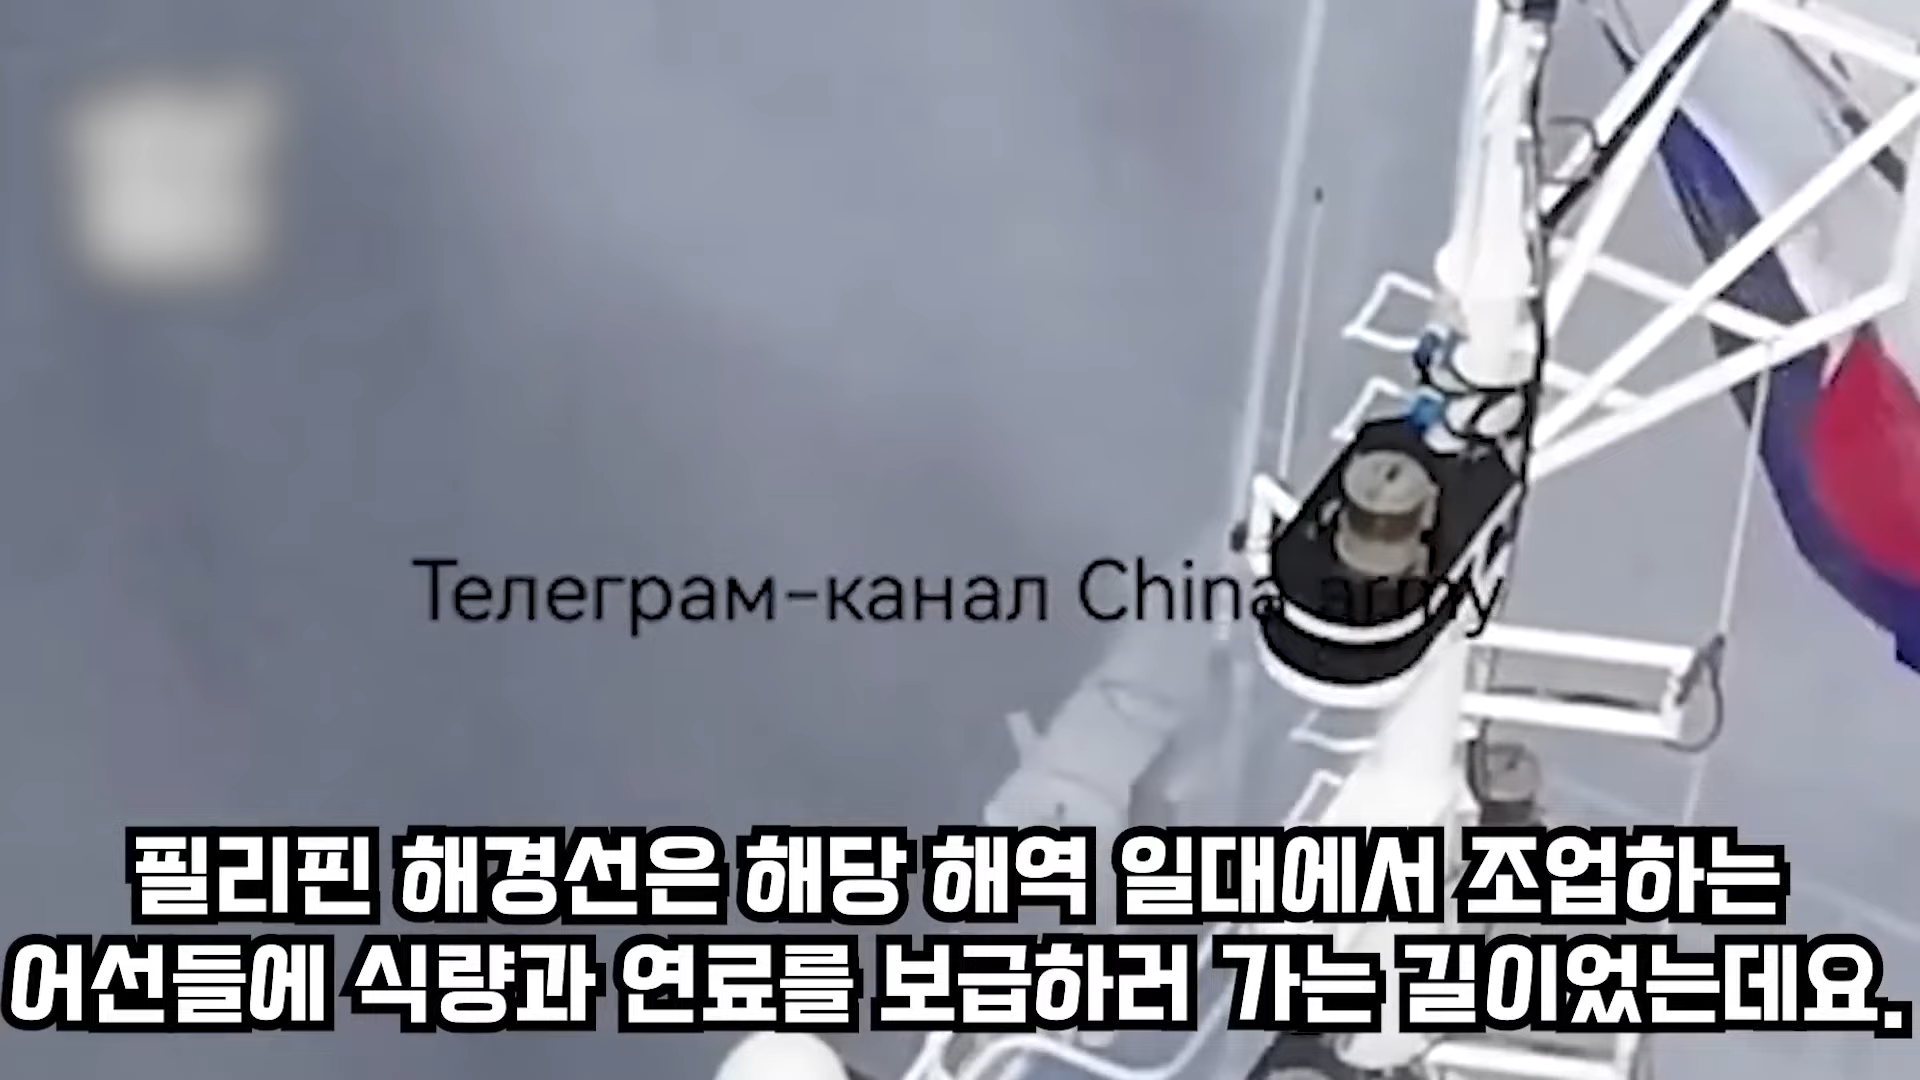 Телеграм-канал China army
필리핀 해경선은 해당 해역 일대에서 조업하는
어선들에 식량과 연료를 보급하러 가는 길이었는데요.